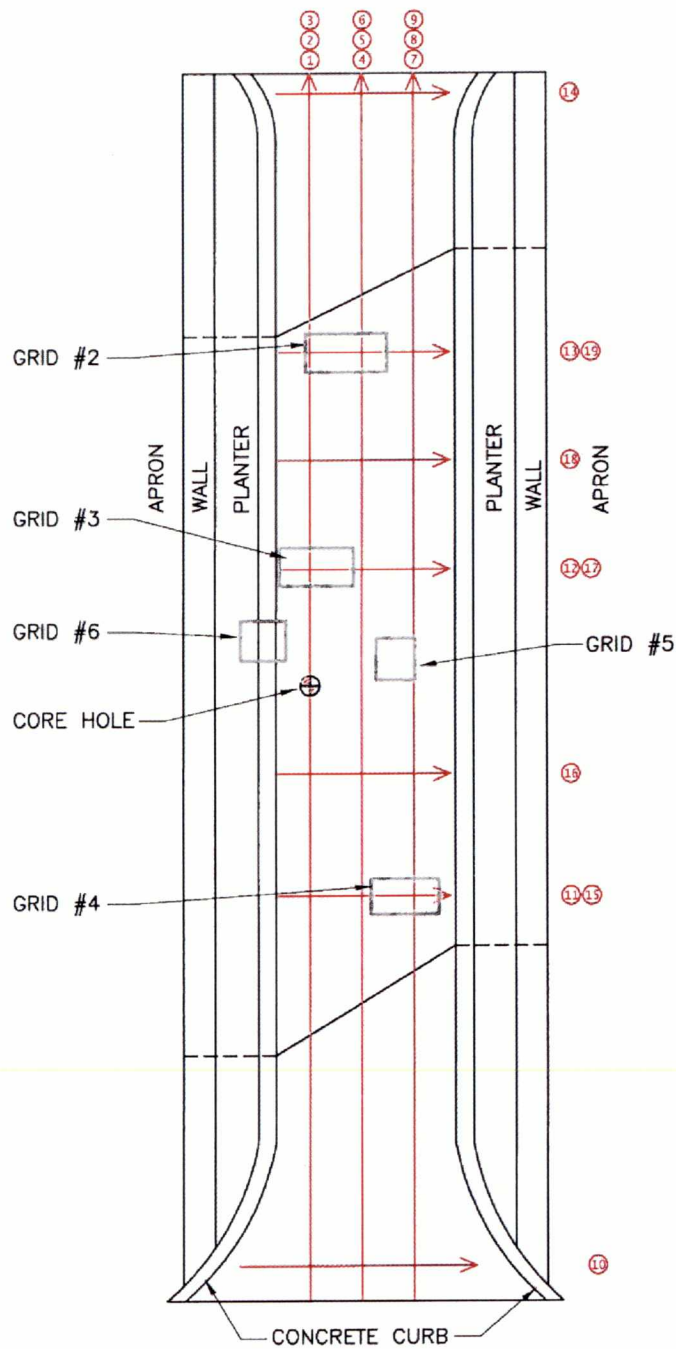 3 6 9
2 5 8
1 4 7
14
GRID #2
13 19
18
APRON
WALL
PLANTER
PLANTER
WALL
APRON
GRID #3
12 17
GRID #6
GRID #5
CORE HOLE
16
GRID #4
11 15
10
CONCRETE CURB